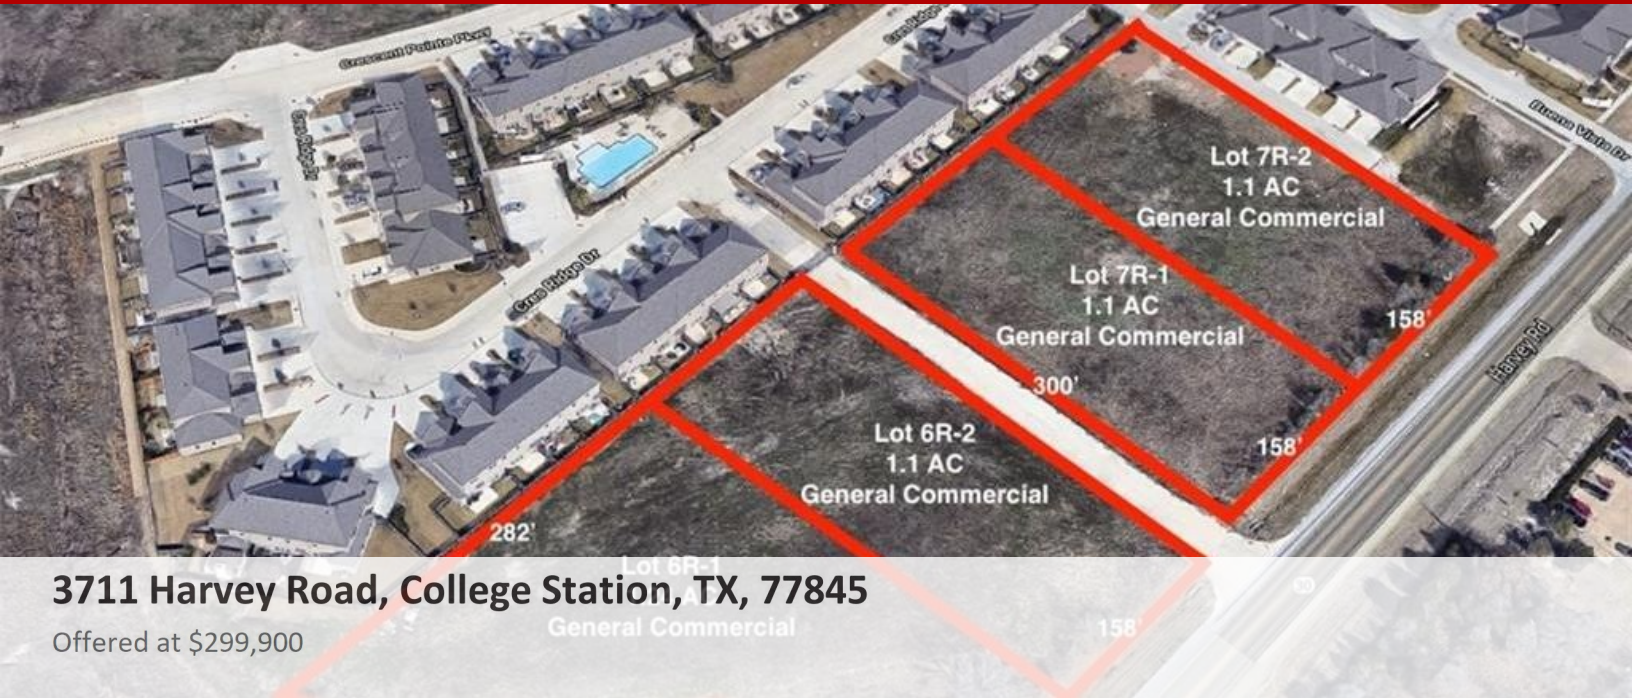 Crescent Pointe Pkwy
Cres Ridge Dr
Cres Ridge
Buena Vista Dr
Lot 7R-2
1.1 AC
General Commercial
Lot 7R-1
1.1 AC
General Commercial
158'
Harvey Rd
300'
158'
Lot 6R-2
1.1 AC
General Commercial
282'
Lot 6R-1
AC
General Commercial
158'
3711 Harvey Road, College Station, TX, 77845
Offered at $299,900